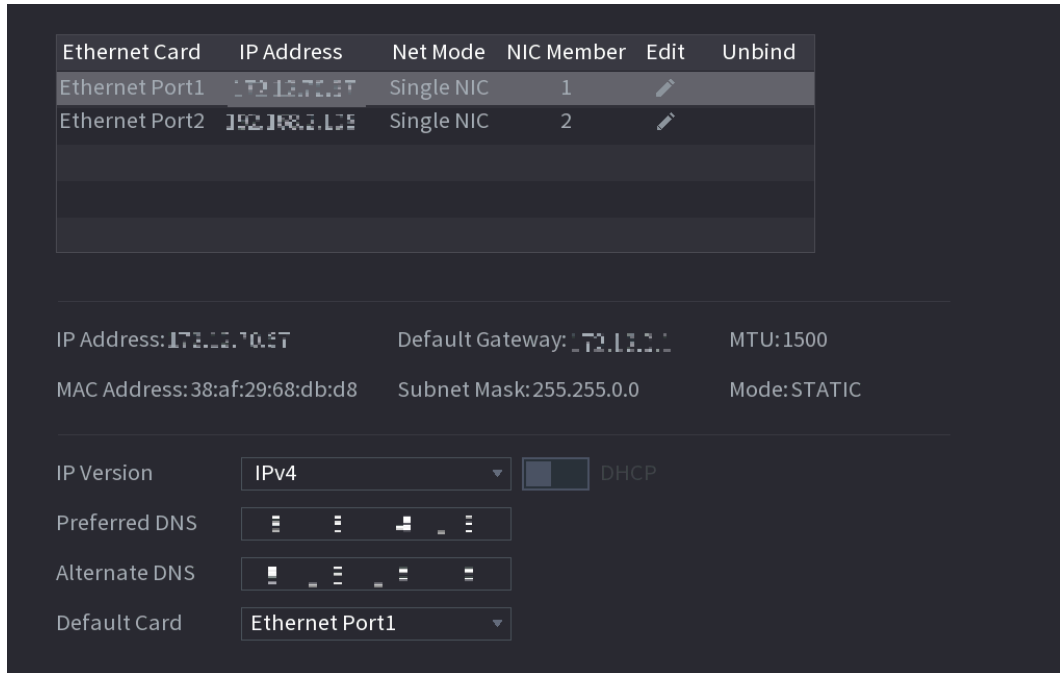 Ethernet Card IP Address Net Mode NIC Member Edit Unbind
Ethernet Port1 Single NIC 1
Ethernet Port2 Single NIC 2
IP Address: Default Gateway: MTU:1500
MAC Address:38:af:29:68:db:d8 Subnet Mask:255.255.0.0 Mode:STATIC
IP Version IPv4 DHCP
Preferred DNS
Alternate DNS
Default Card Ethernet Port1